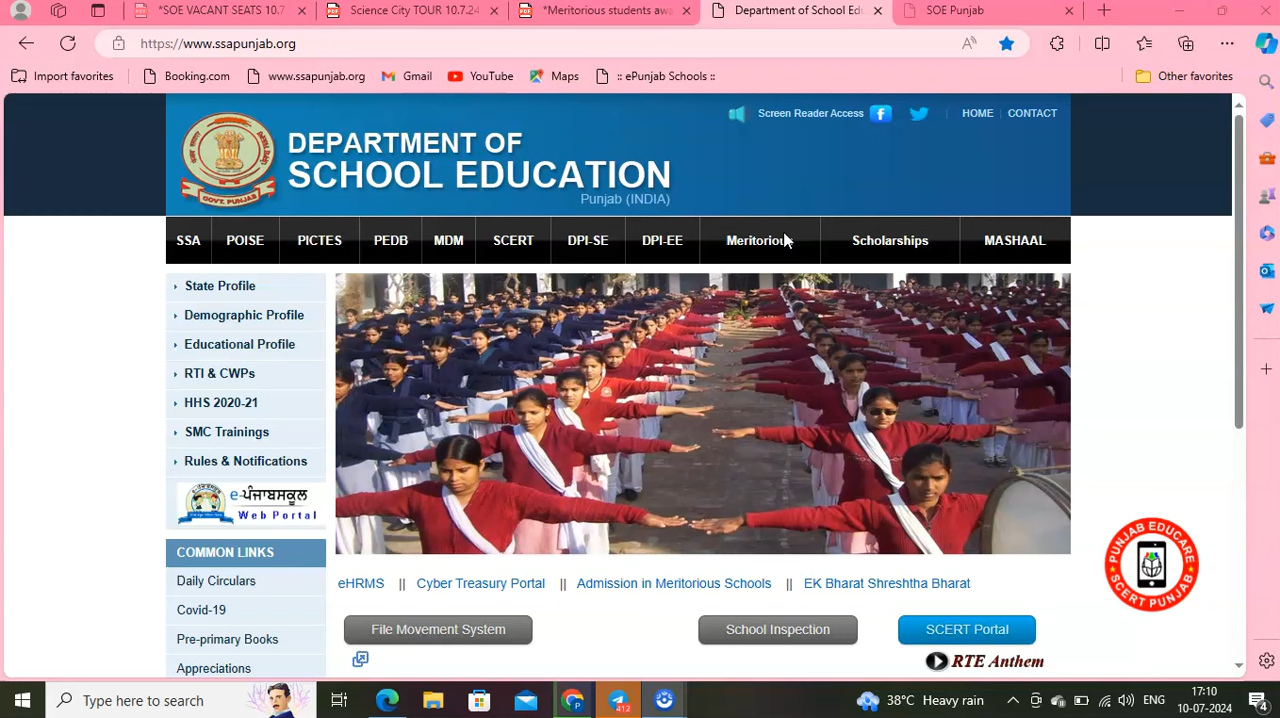 *SOE VACANT SEATS 10.7
Science City TOUR 10.7.24
*Meritorious students awa
Department of School Edu
SOE Punjab
https://www.ssapunjab.org
Import favorites
Booking.com
www.ssapunjab.org
Gmail
YouTube
Maps
:: ePunjab Schools ::
Other favorites
Screen Reader Access
HOME
CONTACT
DEPARTMENT OF
SCHOOL EDUCATION
Punjab (INDIA)
GOVT. PUNJAB
SSA
POISE
PICTES
PEDB
MDM
SCERT
DPI-SE
DPI-EE
Meritorious
Scholarships
MASHAAL
State Profile
Demographic Profile
Educational Profile
RTI & CWPs
HHS 2020-21
SMC Trainings
Rules & Notifications
e-ਪੰਜਾਬਸਕੂਲ
Web Portal
COMMON LINKS
Daily Circulars
Covid-19
Pre-primary Books
Appreciations
eHRMS || Cyber Treasury Portal || Admission in Meritorious Schools || EK Bharat Shreshtha Bharat
File Movement System
School Inspection
SCERT Portal
RTE Anthem
PUNJAB EDUCARE
SCERT PUNJAB
Type here to search
412
38°C Heavy rain
ENG
17:10
10-07-2024
4